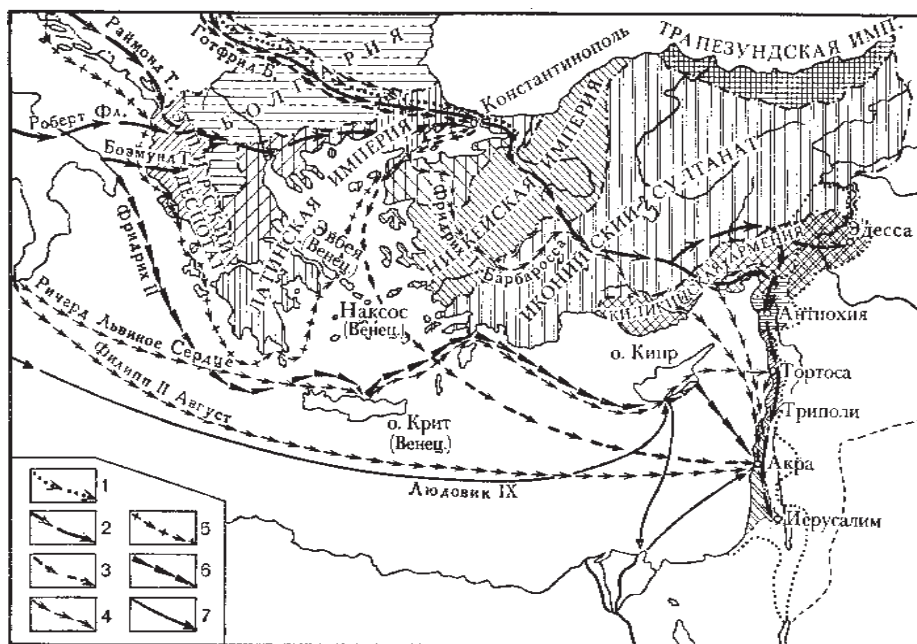 Раймонд Т.
Готфрид Б.
БОЛГАРИЯ
Константинополь
ТРАПЕЗУНДСКАЯ ИМП.
Роберт Фл.
Боэмунд Т.
ЛАТИНСКАЯ ИМПЕРИЯ
НИКЕЙСКАЯ ИМПЕРИЯ
ИКОНИЙСКИЙ СУЛТАНАТ
Фридрих
Барбаросса
Фридрих II
Эвбея
(Венец.)
КИЛИКИЙСКАЯ АРМЕНИЯ
Эдесса
Ричард Львиное Сердце
Наксос
(Венец.)
Антиохия
о. Кипр
Филипп II Август
Тортоса
о. Крит
(Венец.)
Триполи
Акра
Людовик IX
Иерусалим
1
2
3
4
5
6
7